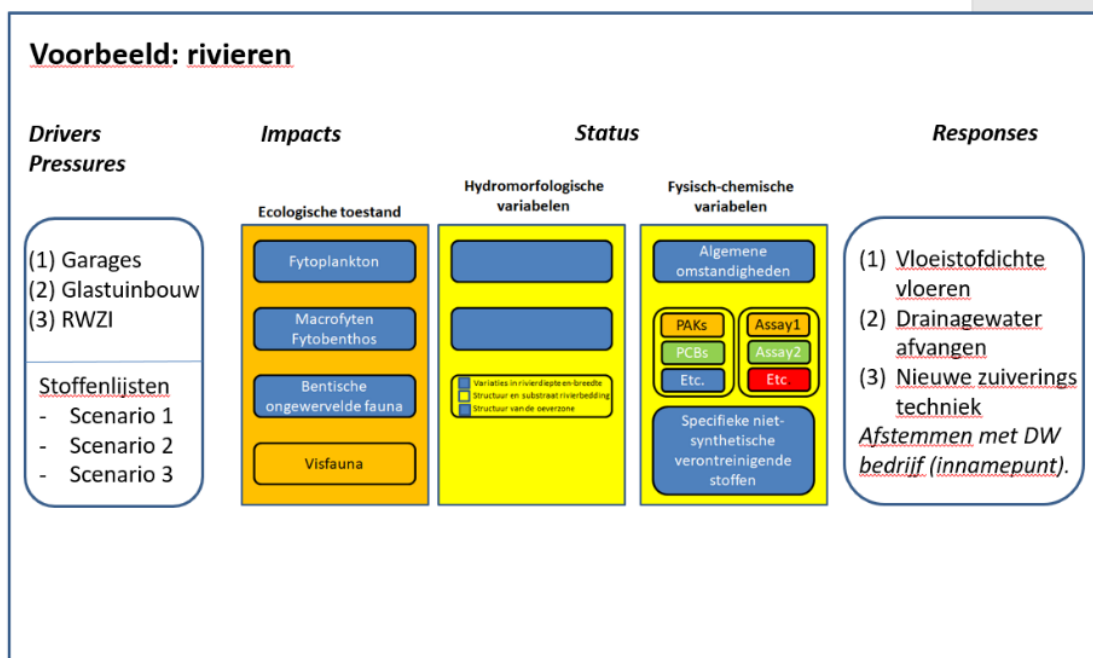 Voorbeeld: rivieren
Drivers
Pressures
Impacts
Status
Responses
(1) Garages
(2) Glastuinbouw
(3) RWZI
Stoffenlijsten
- Scenario 1
- Scenario 2
- Scenario 3
Ecologische toestand
Fytoplankton
Macrofyten
Fytobenthos
Bentische
ongewervelde fauna
Visfauna
Hydromorfologische
variabelen
Variaties in rivierdiepte en-breedte
Structuur en substraat rivierbedding
Structuur van de oeverzone
Fysisch-chemische
variabelen
Algemene
omstandigheden
PAKs
PCBs
Etc.
Assay1
Assay2
Etc
Specifieke niet-
synthetische
verontreinigende
stoffen
(1) Vloeistofdichte
vloeren
(2) Drainagewater
afvangen
(3) Nieuwe zuiverings
techniek
Afstemmen met DW
bedrijf (innamepunt).